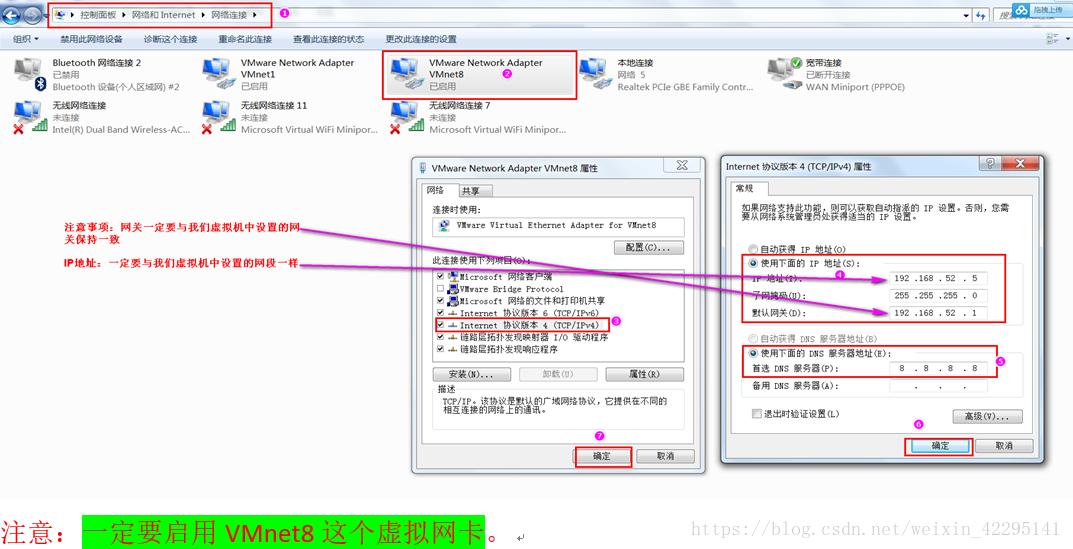 控制面板 ▸ 网络和 Internet ▸ 网络连接 ▸
1
拖拽上传
组织 ▾ 禁用此网络设备 诊断这个连接 重命名此连接 查看此连接的状态 更改此连接的设置
Bluetooth 网络连接 2
已禁用
Bluetooth 设备(个人区域网) #2
VMware Network Adapter
VMnet1
已启用
VMware Network Adapter
VMnet8
已启用
2
本地连接
网络 5
Realtek PCIe GBE Family Contr...
宽带连接
已断开连接
WAN Miniport (PPPOE)
无线网络连接
未连接
Intel(R) Dual Band Wireless-AC...
无线网络连接 11
未连接
Microsoft Virtual WiFi Minipor...
无线网络连接 7
未连接
Microsoft Virtual WiFi Minipor...
注意事项：网关一定要与我们虚拟机中设置的网
关保持一致
IP地址：一定要与我们虚拟机中设置的网段一样
VMware Network Adapter VMnet8 属性
网络 共享
连接时使用:
VMware Virtual Ethernet Adapter for VMnet8
配置(C)...
此连接使用下列项目(O):
Microsoft 网络客户端
VMware Bridge Protocol
Microsoft 网络的文件和打印机共享
Internet 协议版本 6 (TCP/IPv6)
Internet 协议版本 4 (TCP/IPv4)
3
链路层拓扑发现映射器 I/O 驱动程序
链路层拓扑发现响应程序
安装(N)... 卸载(U) 属性(R)
描述
TCP/IP。该协议是默认的广域网络协议，它提供在不同的
相互连接的网络上的通讯。
7
确定 取消
Internet 协议版本 4 (TCP/IPv4) 属性
常规
如果网络支持此功能，则可以获取自动指派的 IP 设置。否则，您需
要从网络系统管理员处获得适当的 IP 设置。
自动获得 IP 地址(O)
使用下面的 IP 地址(S):
4
IP 地址(I): 192 .168 .52 . 5
子网掩码(U): 255 .255 .255 . 0
默认网关(D): 192 .168 .52 . 1
自动获得 DNS 服务器地址(B)
使用下面的 DNS 服务器地址(E):
5
首选 DNS 服务器(P): 8 . 8 . 8 . 8
备用 DNS 服务器(A): . . .
退出时验证设置(L) 高级(V)...
6
确定 取消
注意：一定要启用 VMnet8 这个虚拟网卡。
https://blog.csdn.net/weixin_42295141